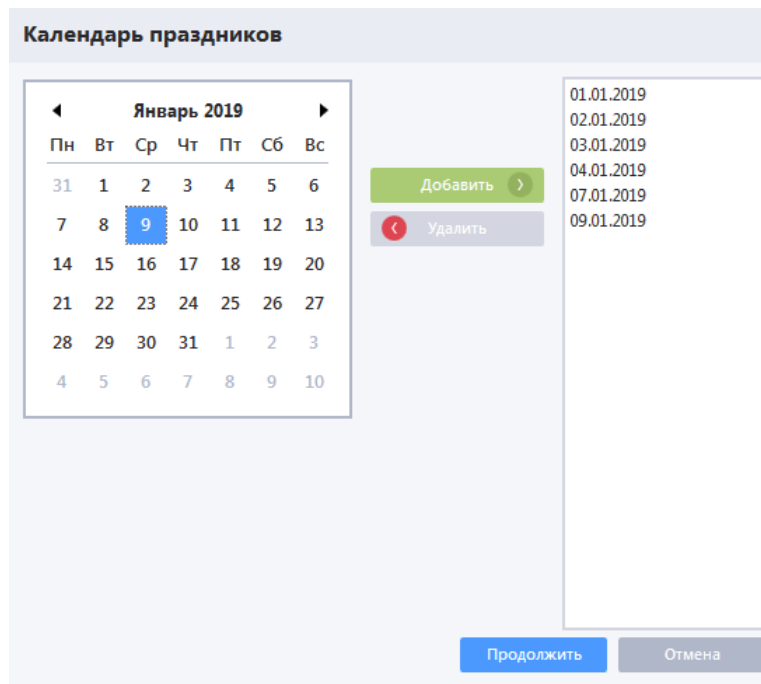 Календарь праздников
Январь 2019
Пн Вт Ср Чт Пт Сб Вс
31 1 2 3 4 5 6
7 8 9 10 11 12 13
14 15 16 17 18 19 20
21 22 23 24 25 26 27
28 29 30 31 1 2 3
4 5 6 7 8 9 10
Добавить
Удалить
01.01.2019
02.01.2019
03.01.2019
04.01.2019
07.01.2019
09.01.2019
Продолжить
Отмена